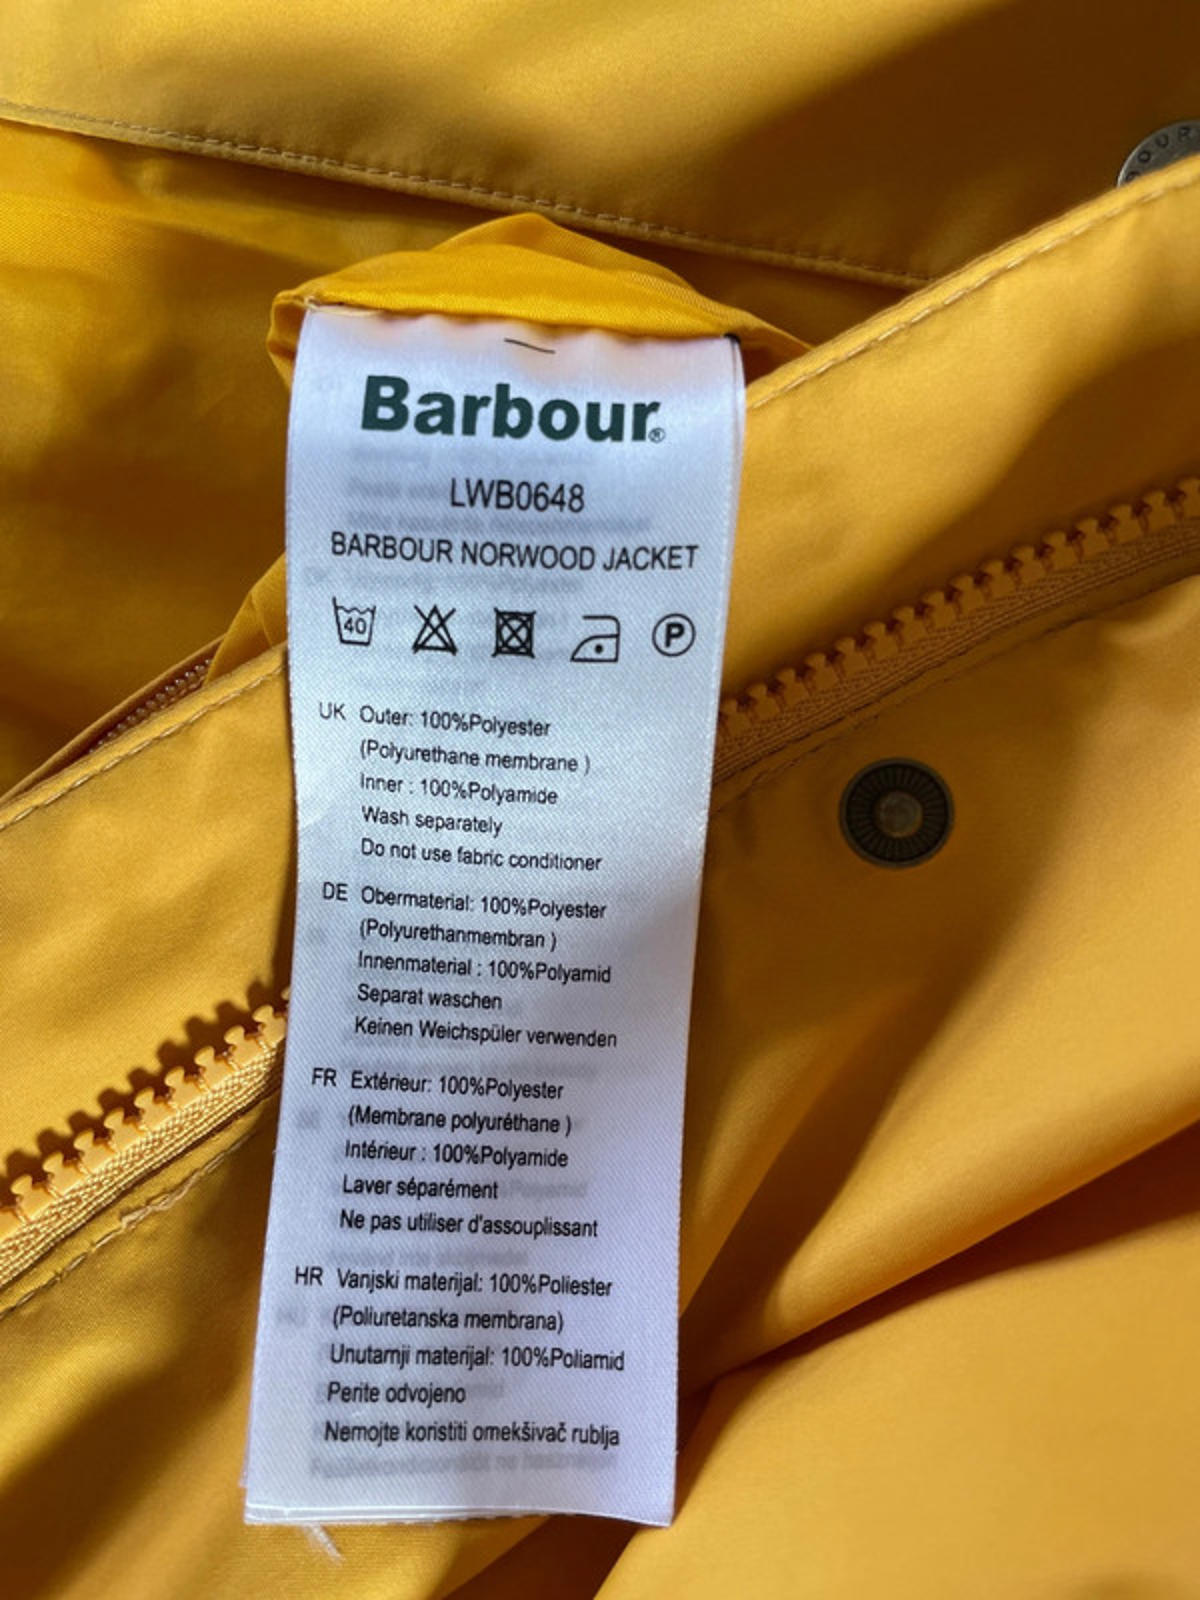 OUR
Barbour®
LWB0648
BARBOUR NORWOOD JACKET
40 P
UK Outer: 100%Polyester
(Polyurethane membrane )
Inner : 100%Polyamide
Wash separately
Do not use fabric conditioner
DE Obermaterial: 100%Polyester
(Polyurethanmembran )
Innenmaterial : 100%Polyamid
Separat waschen
Keinen Weichspüler verwenden
FR Extérieur: 100%Polyester
(Membrane polyuréthane )
Intérieur : 100%Polyamide
Laver séparément
Ne pas utiliser d'assouplissant
HR Vanjski materijal: 100%Poliester
(Poliuretanska membrana)
Unutarnji materijal: 100%Poliamid
Perite odvojeno
Nemojte koristiti omekšivač rublja